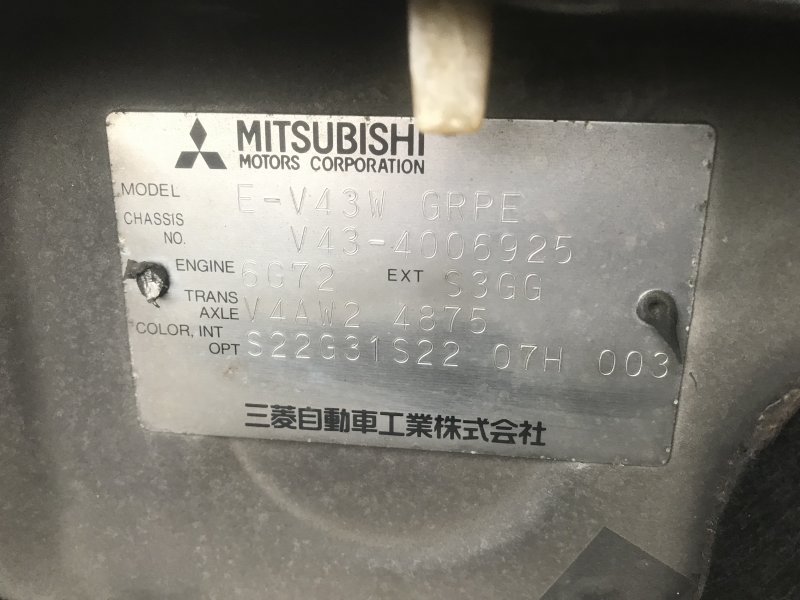 MITSUBISHI
MOTORS CORPORATION
MODEL E-V43W GRPE
CHASSIS NO. V43-4006925
ENGINE 6G72 EXT S3GG
TRANS AXLE V4AW2 4875
COLOR, INT OPT S22G31S22 07H 003
三菱自動車工業株式会社